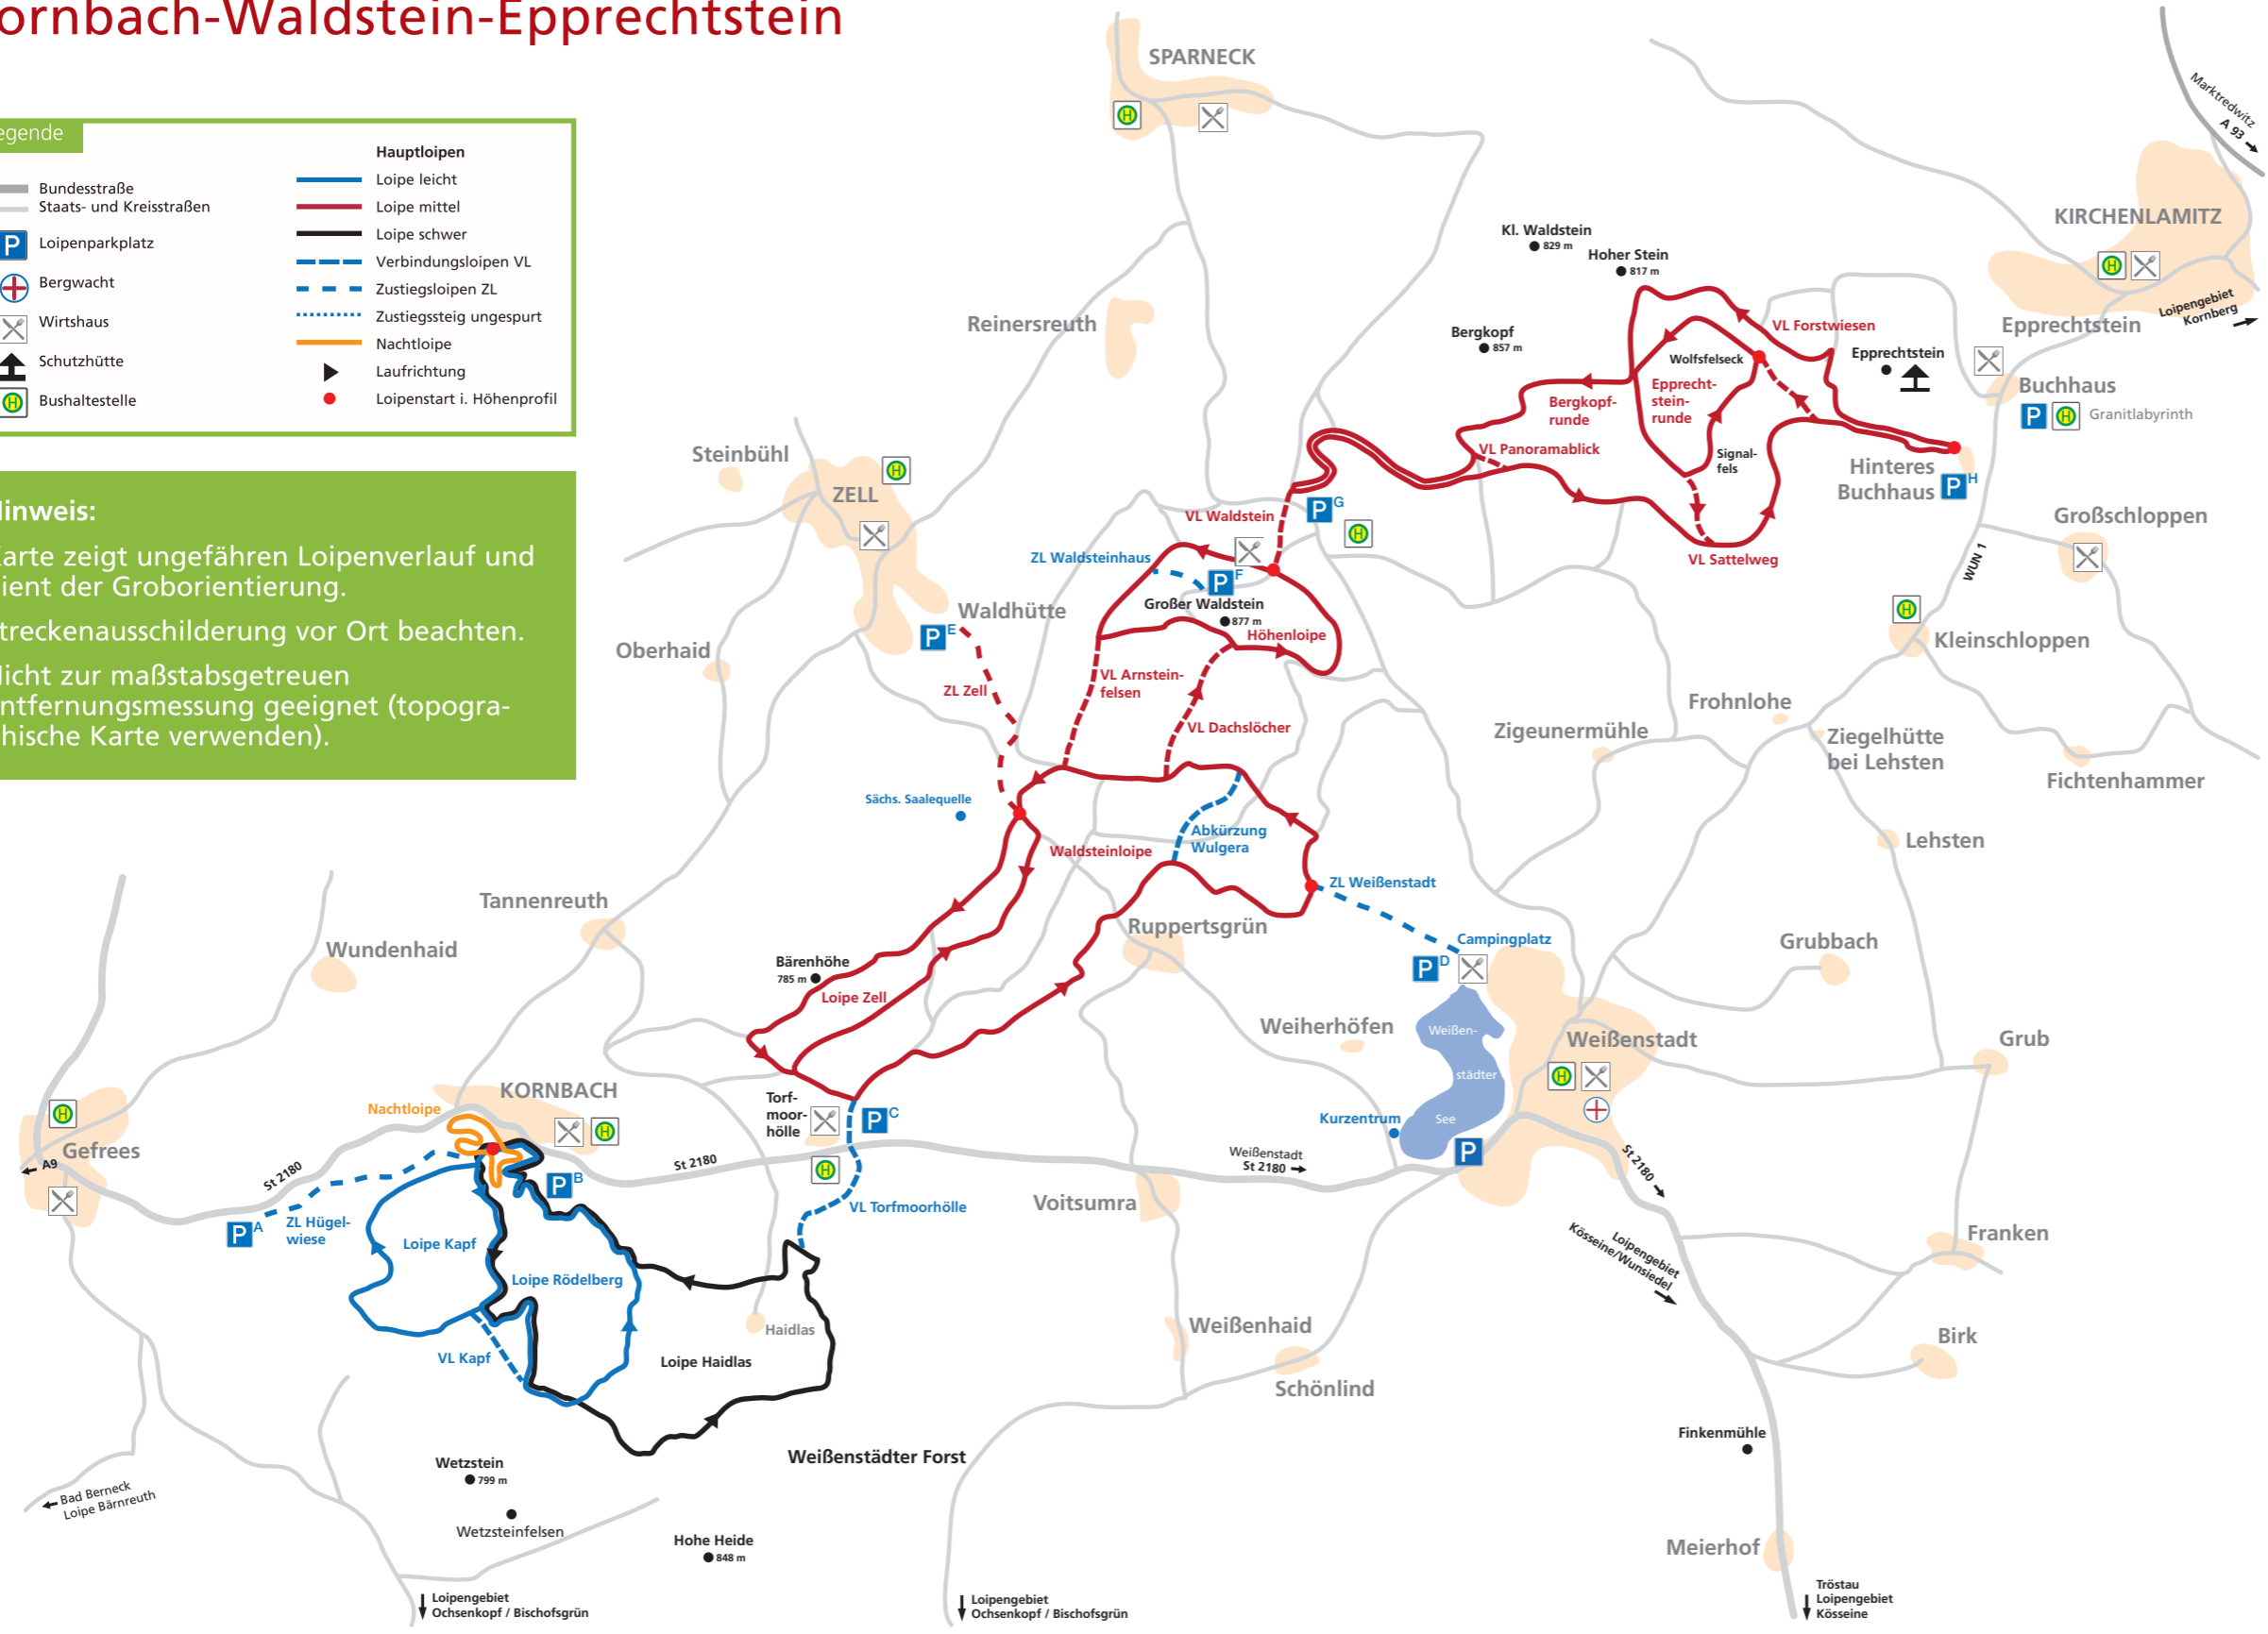 ornbach-Waldstein-Epprechtstein
egende
Bundesstraße
Staats- und Kreisstraßen
P
Loipenparkplatz
Bergwacht
Wirtshaus
Schutzhütte
H
Bushaltestelle
Hauptloipen
Loipe leicht
Loipe mittel
Loipe schwer
Verbindungsloipen VL
Zustiegsloipen ZL
Zustiegssteig ungespurt
Nachtloipe
Laufrichtung
Loipenstart i. Höhenprofil
inweis:
arte zeigt ungefähren Loipenverlauf und
ient der Groborientierung.
treckenausschilderung vor Ort beachten.
icht zur maßstabsgetreuen
ntfernungsmessung geeignet (topogra-
hische Karte verwenden).
SPARNECK
H
Marktredwitz
A 93
KIRCHENLAMITZ
H
Loipengebiet
Kornberg
Kl. Waldstein
829 m
Hoher Stein
817 m
Reinersreuth
Bergkopf
857 m
VL Forstwiesen
Wolfsfelseck
Epprechtstein
Epprechtstein
Buchhaus
P H
Granitlabyrinth
Epprecht-
stein-
runde
Bergkopf-
runde
VL Panoramablick
Signal-
fels
Hinteres
Buchhaus
P H
Steinbühl
ZELL
H
P G
H
VL Waldstein
VL Sattelweg
Großschloppen
WUN 1
ZL Waldsteinhaus
P F
Großer Waldstein
877 m
Höhenloipe
Waldhütte
P E
ZL Zell
Oberhaid
VL Arnstein-
felsen
VL Dachslöcher
H
Kleinschloppen
Frohnlohe
Zigeunermühle
Ziegelhütte
bei Lehsten
Fichtenhammer
Sächs. Saalequelle
Abkürzung
Wulgera
Waldsteinloipe
Lehsten
ZL Weißenstadt
Tannenreuth
Wundenhaid
Ruppertsgrün
Campingplatz
P D
Grubbach
Bärenhöhe
785 m
Loipe Zell
Weiherhöfen
Weißen-
städter
See
Weißenstadt
H
Grub
KORNBACH
Nachtloipe
H
Torf-
moor-
hölle
P C
H
Kurzentrum
P
H
Gefrees
A9
St 2180
St 2180
Weißenstadt
St 2180
St 2180
P B
P A
ZL Hügel-
wiese
VL Torfmoorhölle
Voitsumra
Loipe Kapf
Loipe Rödelberg
Franken
Loipengebiet
Kösseine/Wunsiedel
Haidlas
Weißenhaid
Birk
VL Kapf
Loipe Haidlas
Schönlind
Finkenmühle
Weißenstädter Forst
Wetzstein
799 m
Bad Berneck
Loipe Bärnreuth
Wetzsteinfelsen
Hohe Heide
848 m
Meierhof
Loipengebiet
Ochsenkopf / Bischofsgrün
Loipengebiet
Ochsenkopf / Bischofsgrün
Tröstau
Loipengebiet
Kösseine